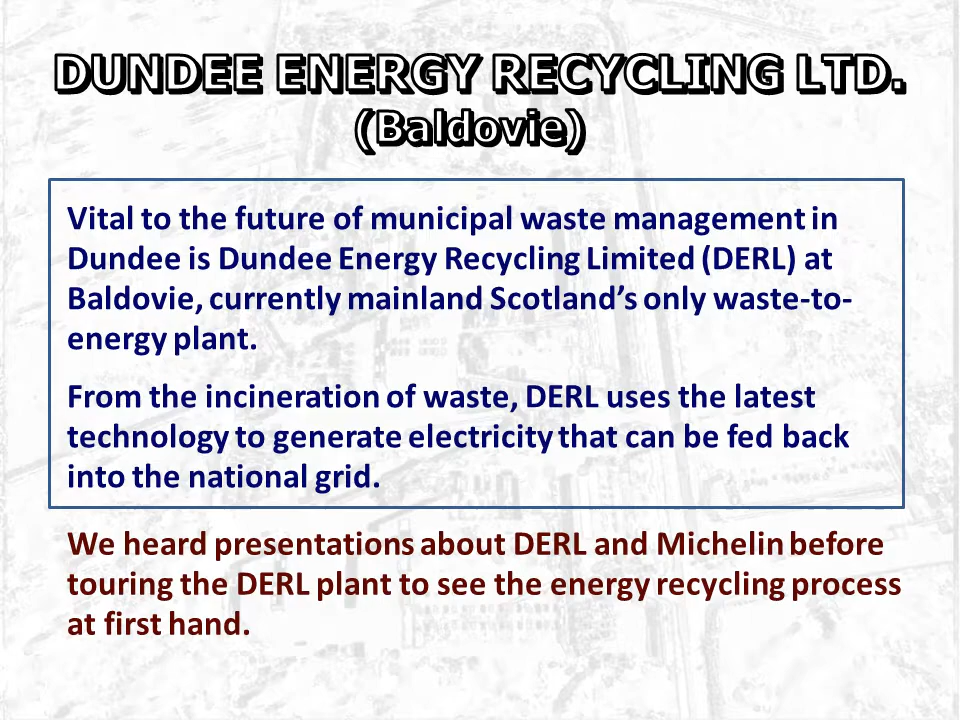 DUNDEE ENERGY RECYCLING LTD.
(Baldovie)
Vital to the future of municipal waste management in
Dundee is Dundee Energy Recycling Limited (DERL) at
Baldovie, currently mainland Scotland’s only waste-to-
energy plant.
From the incineration of waste, DERL uses the latest
technology to generate electricity that can be fed back
into the national grid.
We heard presentations about DERL and Michelin before
touring the DERL plant to see the energy recycling process
at first hand.